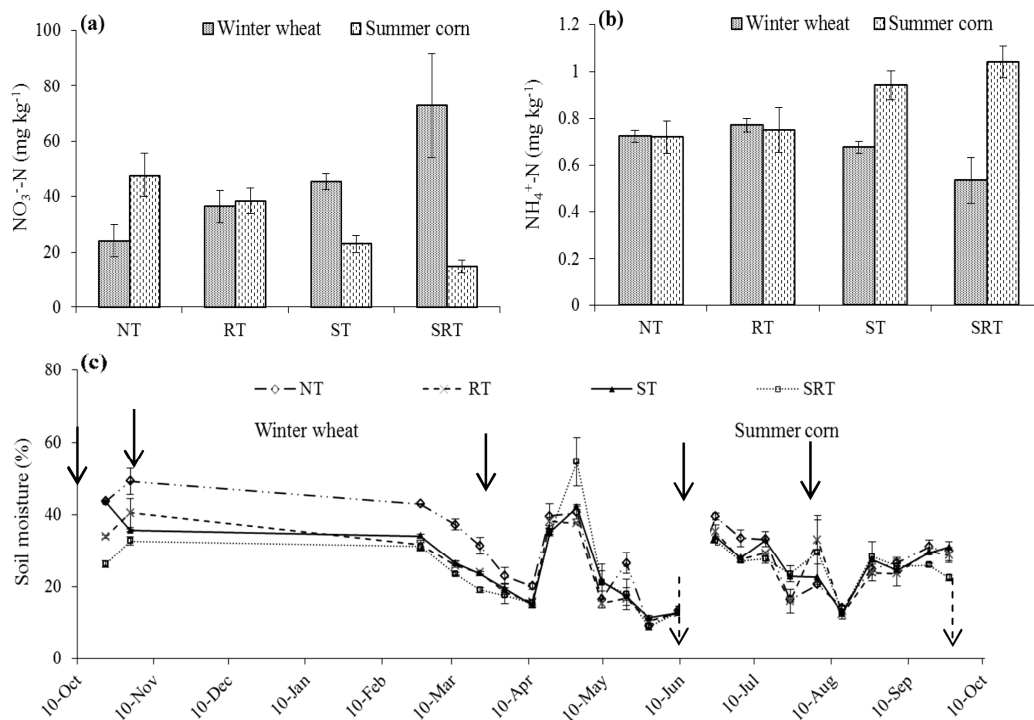 (a)
Winter wheat
Summer corn
NO₃⁻-N (mg kg⁻¹)
100
80
60
40
20
0
NT
RT
ST
SRT
(b)
Winter wheat
Summer corn
NH₄⁺-N (mg kg⁻¹)
1.2
1
0.8
0.6
0.4
0.2
0
NT
RT
ST
SRT
(c)
NT
RT
ST
SRT
Winter wheat
Summer corn
Soil moisture (%)
80
60
40
20
0
10-Oct
10-Nov
10-Dec
10-Jan
10-Feb
10-Mar
10-Apr
10-May
10-Jun
10-Jul
10-Aug
10-Sep
10-Oct